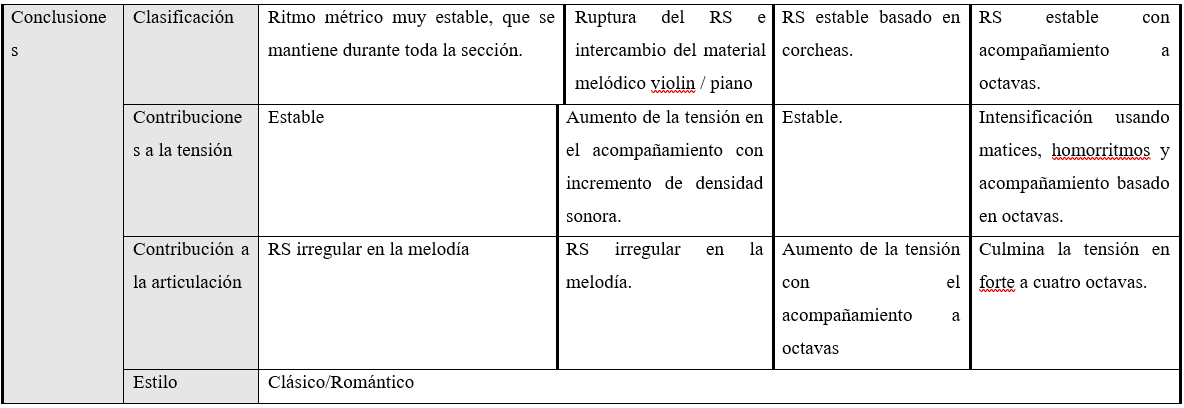 Conclusione
s
Clasificación
Ritmo métrico muy estable, que se
mantiene durante toda la sección.
Ruptura del RS e
intercambio del material
melódico violin / piano
RS estable basado en
corcheas.
RS estable con
acompañamiento a
octavas.
Contribucione
s a la tensión
Estable
Aumento de la tensión en
el acompañamiento con
incremento de densidad
sonora.
Estable.
Intensificación usando
matices, homorritmos y
acompañamiento basado
en octavas.
Contribución a
la articulación
RS irregular en la melodía
RS irregular en la
melodía.
Aumento de la tensión
con el
acompañamiento a
octavas
Culmina la tensión en
forte a cuatro octavas.
Estilo
Clásico/Romántico